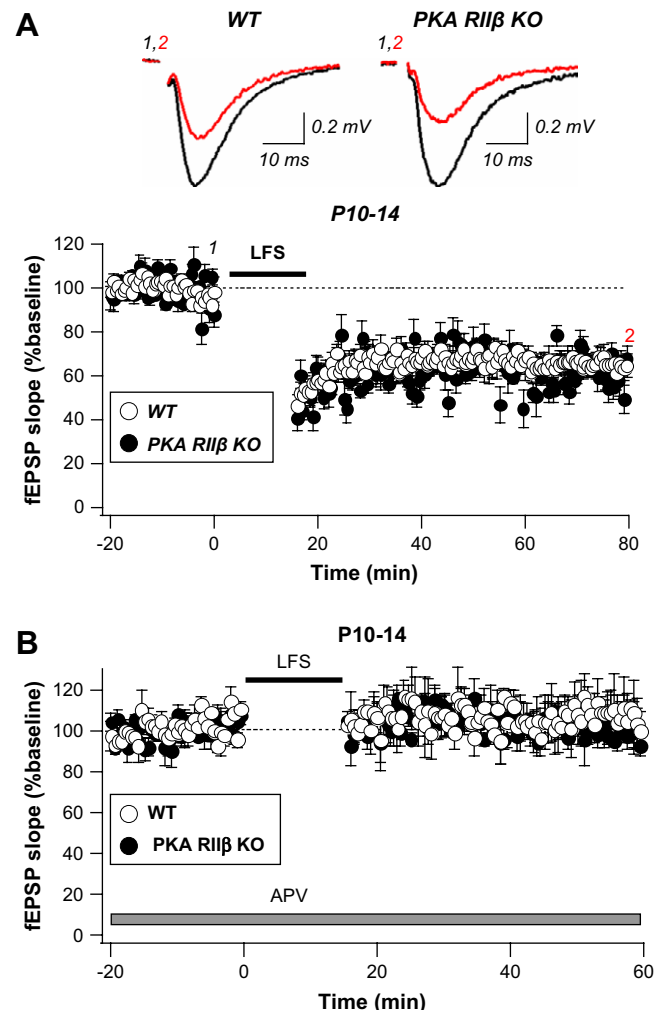 A
WT
PKA RIIβ KO
1,2
1,2
0.2 mV
10 ms
0.2 mV
10 ms
P10-14
fEPSP slope (%baseline)
120
100
80
60
40
20
0
1
LFS
2
WT
PKA RIIβ KO
-20
0
20
40
60
80
Time (min)
B
P10-14
LFS
fEPSP slope (%baseline)
120
100
80
60
40
20
0
WT
PKA RIIβ KO
APV
-20
0
20
40
60
Time (min)